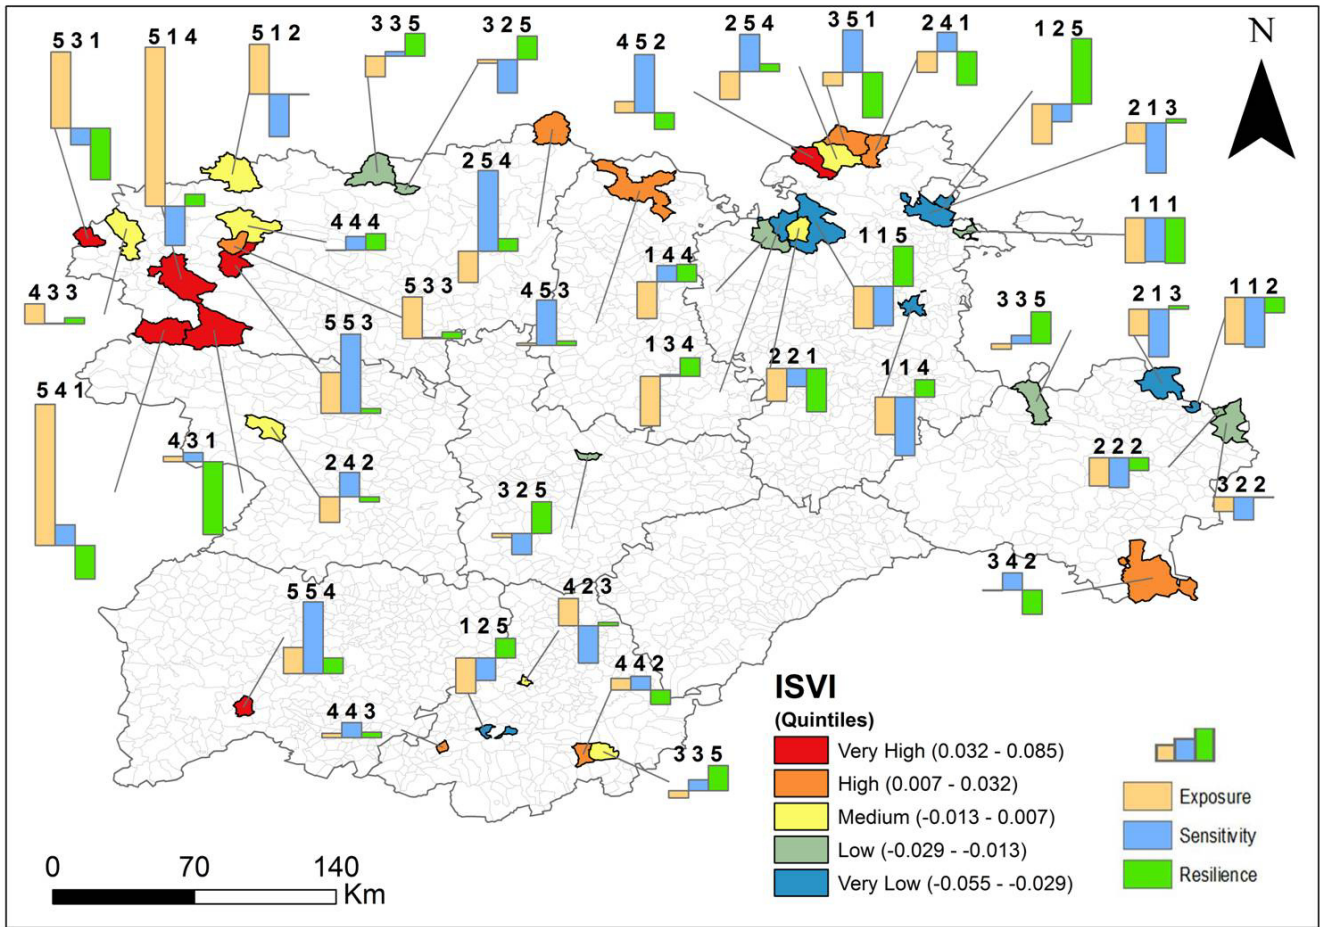 5 3 1
5 1 4
5 1 2
3 3 5
3 2 5
4 5 2
2 5 4
3 5 1
2 4 1
1 2 5
N
2 1 3
2 5 4
4 4 4
1 1 1
1 1 5
1 4 4
4 3 3
5 3 3
4 5 3
5 5 3
3 3 5
2 1 3
1 1 2
1 3 4
2 2 1
1 1 4
5 4 1
4 3 1
2 4 2
2 2 2
3 2 5
3 2 2
3 4 2
5 5 4
4 2 3
1 2 5
4 4 2
4 4 3
3 3 5
ISVI
(Quintiles)
Very High (0.032 - 0.085)
High (0.007 - 0.032)
Medium (-0.013 - 0.007)
Low (-0.029 - -0.013)
Very Low (-0.055 - -0.029)
Exposure
Sensitivity
Resilience
0 70 140
Km